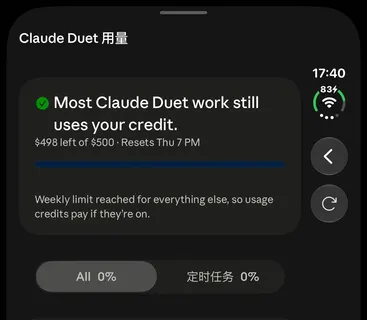 Claude Duet 用量
17:40
83
Most Claude Duet work still
uses your credit.
$498 left of $500 · Resets Thu 7 PM
Weekly limit reached for everything else, so usage
credits pay if they're on.
All 0%
定时任务 0%